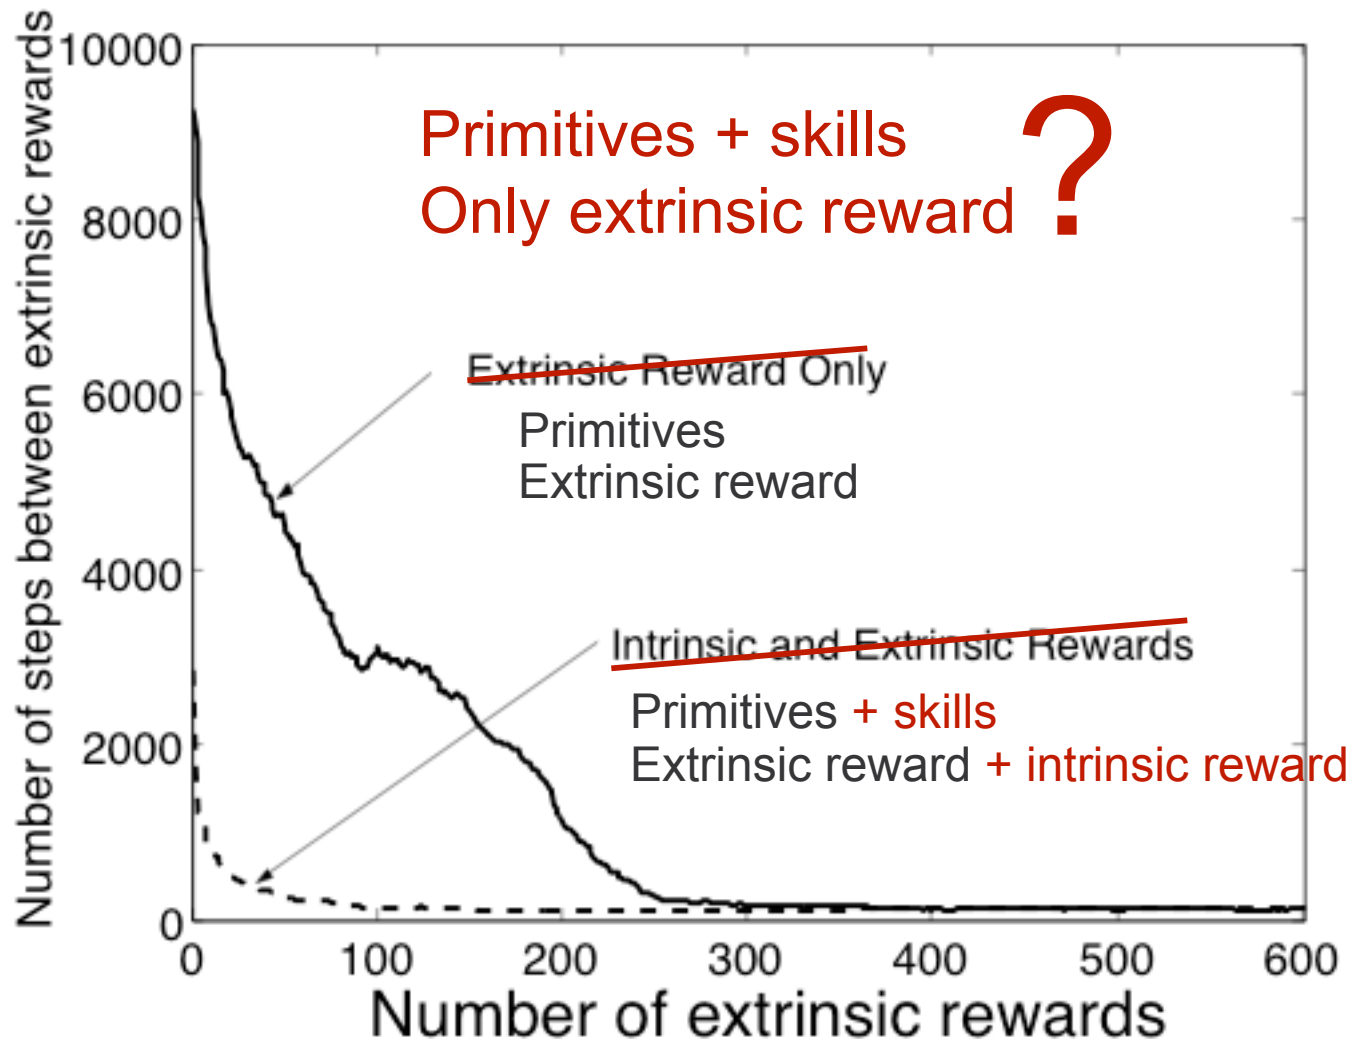 Number of steps between extrinsic rewards
10000
8000
6000
4000
2000
0
Primitives + skills
Only extrinsic reward
?
Extrinsic Reward Only
Primitives
Extrinsic reward
Intrinsic and Extrinsic Rewards
Primitives + skills
Extrinsic reward + intrinsic reward
0 100 200 300 400 500 600
Number of extrinsic rewards